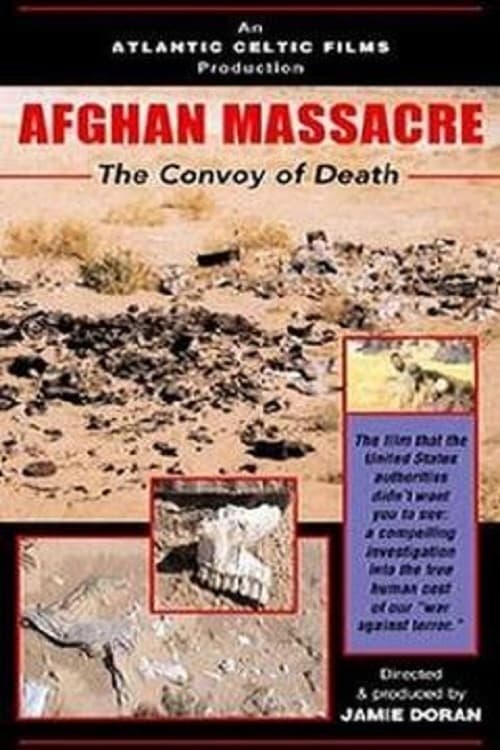 An
ATLANTIC CELTIC FILMS
Production
AFGHAN MASSACRE
The Convoy of Death
The film that the
United States
authorities
didn't want
you to see:
a compelling
investigation
into the true
human cost
of our "war
against terror."
Directed
& produced by
JAMIE DORAN